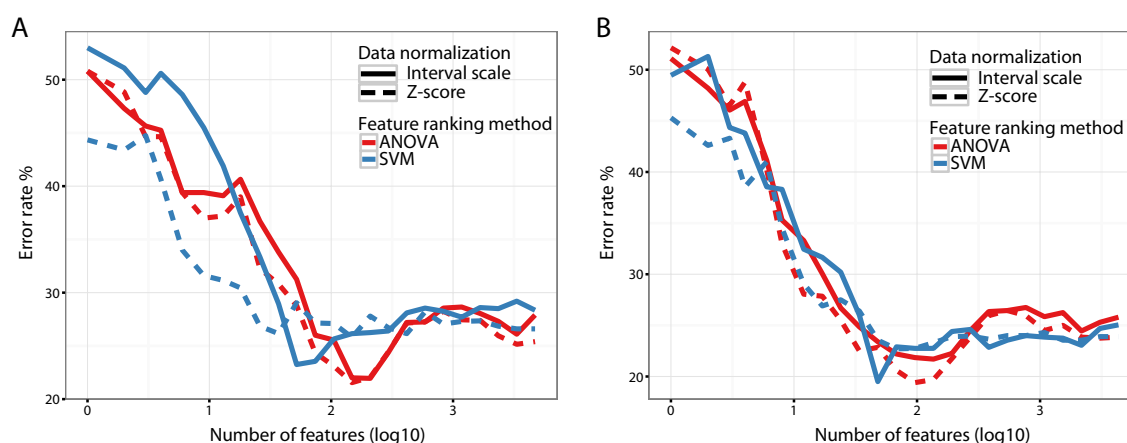 A
Data normalization
Interval scale
Z-score
Feature ranking method
ANOVA
SVM
Error rate %
50
40
30
20
0
1
2
3
Number of features (log10)
B
Data normalization
Interval scale
Z-score
Feature ranking method
ANOVA
SVM
Error rate %
50
40
30
20
0
1
2
3
Number of features (log10)